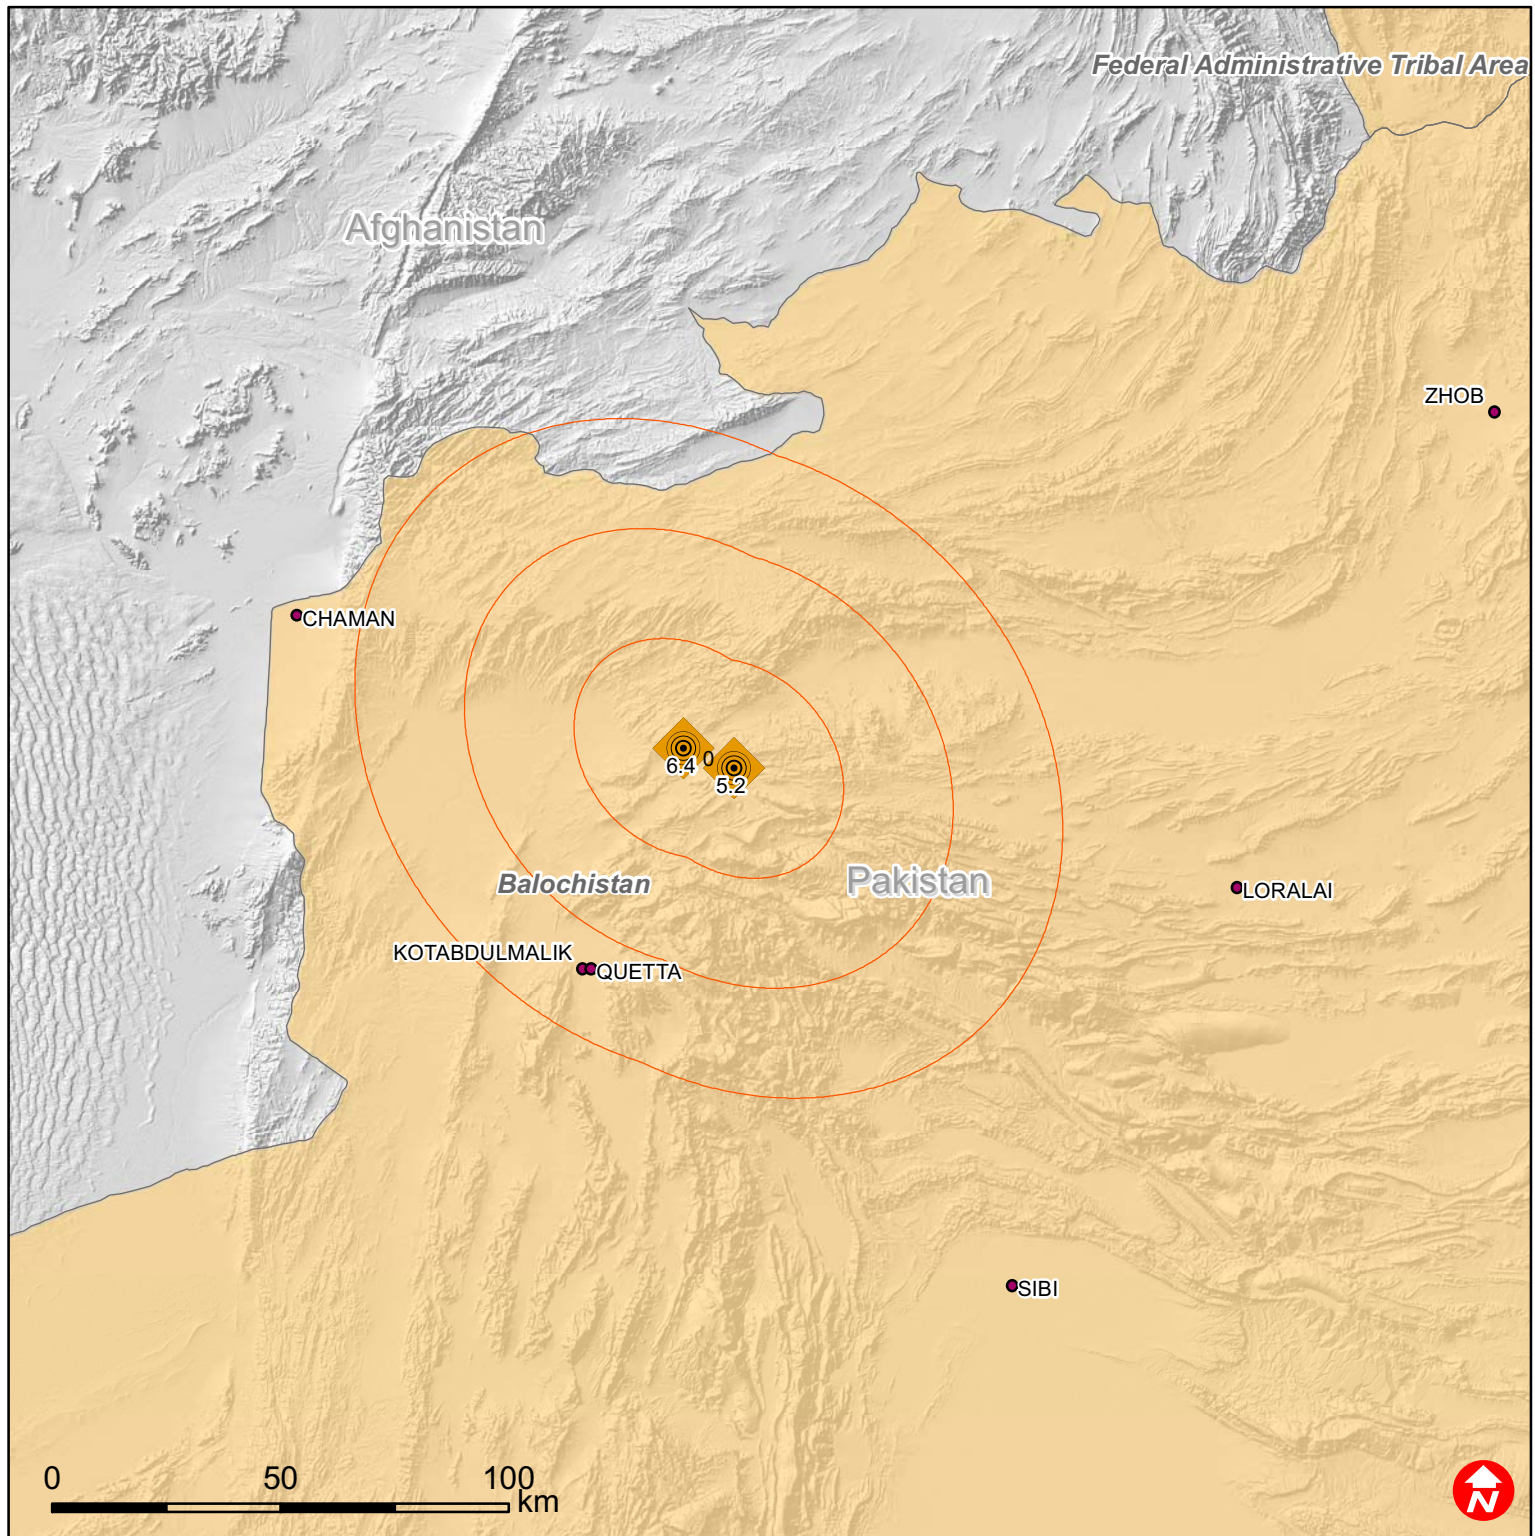 Federal Administrative Tribal Area
Afghanistan
ZHOB
CHAMAN
6.4
0
5.2
Balochistan
Pakistan
LORALAI
KOTABDULMALIK
QUETTA
SIBI
0 50 100
km
N